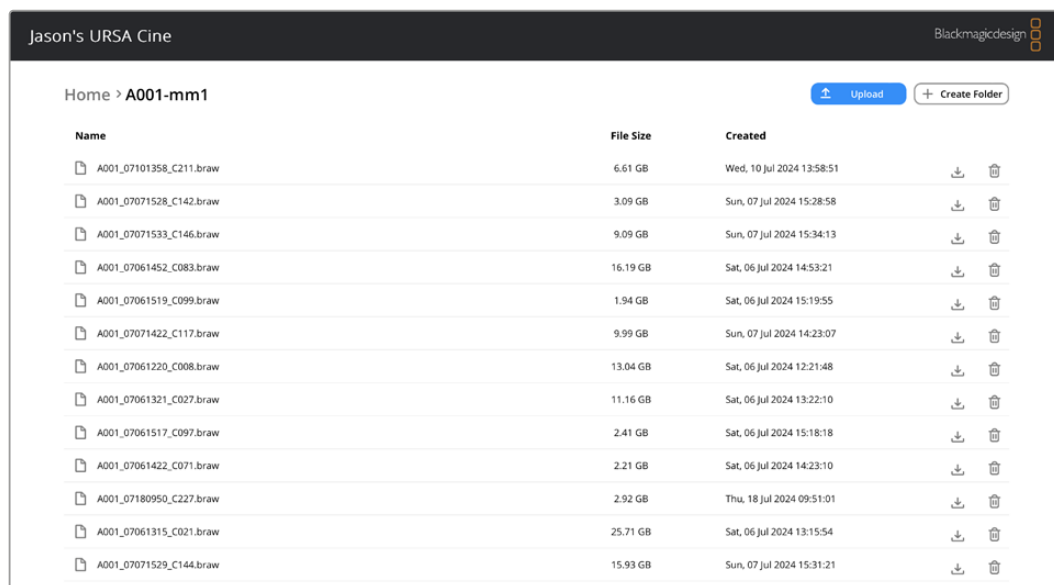 Jason's URSA Cine
Blackmagicdesign
Home > A001-mm1
Upload
+ Create Folder
Name File Size Created
A001_07101358_C211.braw 6.61 GB Wed, 10 Jul 2024 13:58:51
A001_07071528_C142.braw 3.09 GB Sun, 07 Jul 2024 15:28:58
A001_07071533_C146.braw 9.09 GB Sun, 07 Jul 2024 15:34:13
A001_07061452_C083.braw 16.19 GB Sat, 06 Jul 2024 14:53:21
A001_07061519_C099.braw 1.94 GB Sat, 06 Jul 2024 15:19:55
A001_07071422_C117.braw 9.99 GB Sun, 07 Jul 2024 14:23:07
A001_07061220_C008.braw 13.04 GB Sat, 06 Jul 2024 12:21:48
A001_07061321_C027.braw 11.16 GB Sat, 06 Jul 2024 13:22:10
A001_07061517_C097.braw 2.41 GB Sat, 06 Jul 2024 15:18:18
A001_07061422_C071.braw 2.21 GB Sat, 06 Jul 2024 14:23:10
A001_07180950_C227.braw 2.92 GB Thu, 18 Jul 2024 09:51:01
A001_07061315_C021.braw 25.71 GB Sat, 06 Jul 2024 13:15:54
A001_07071529_C144.braw 15.93 GB Sun, 07 Jul 2024 15:31:21